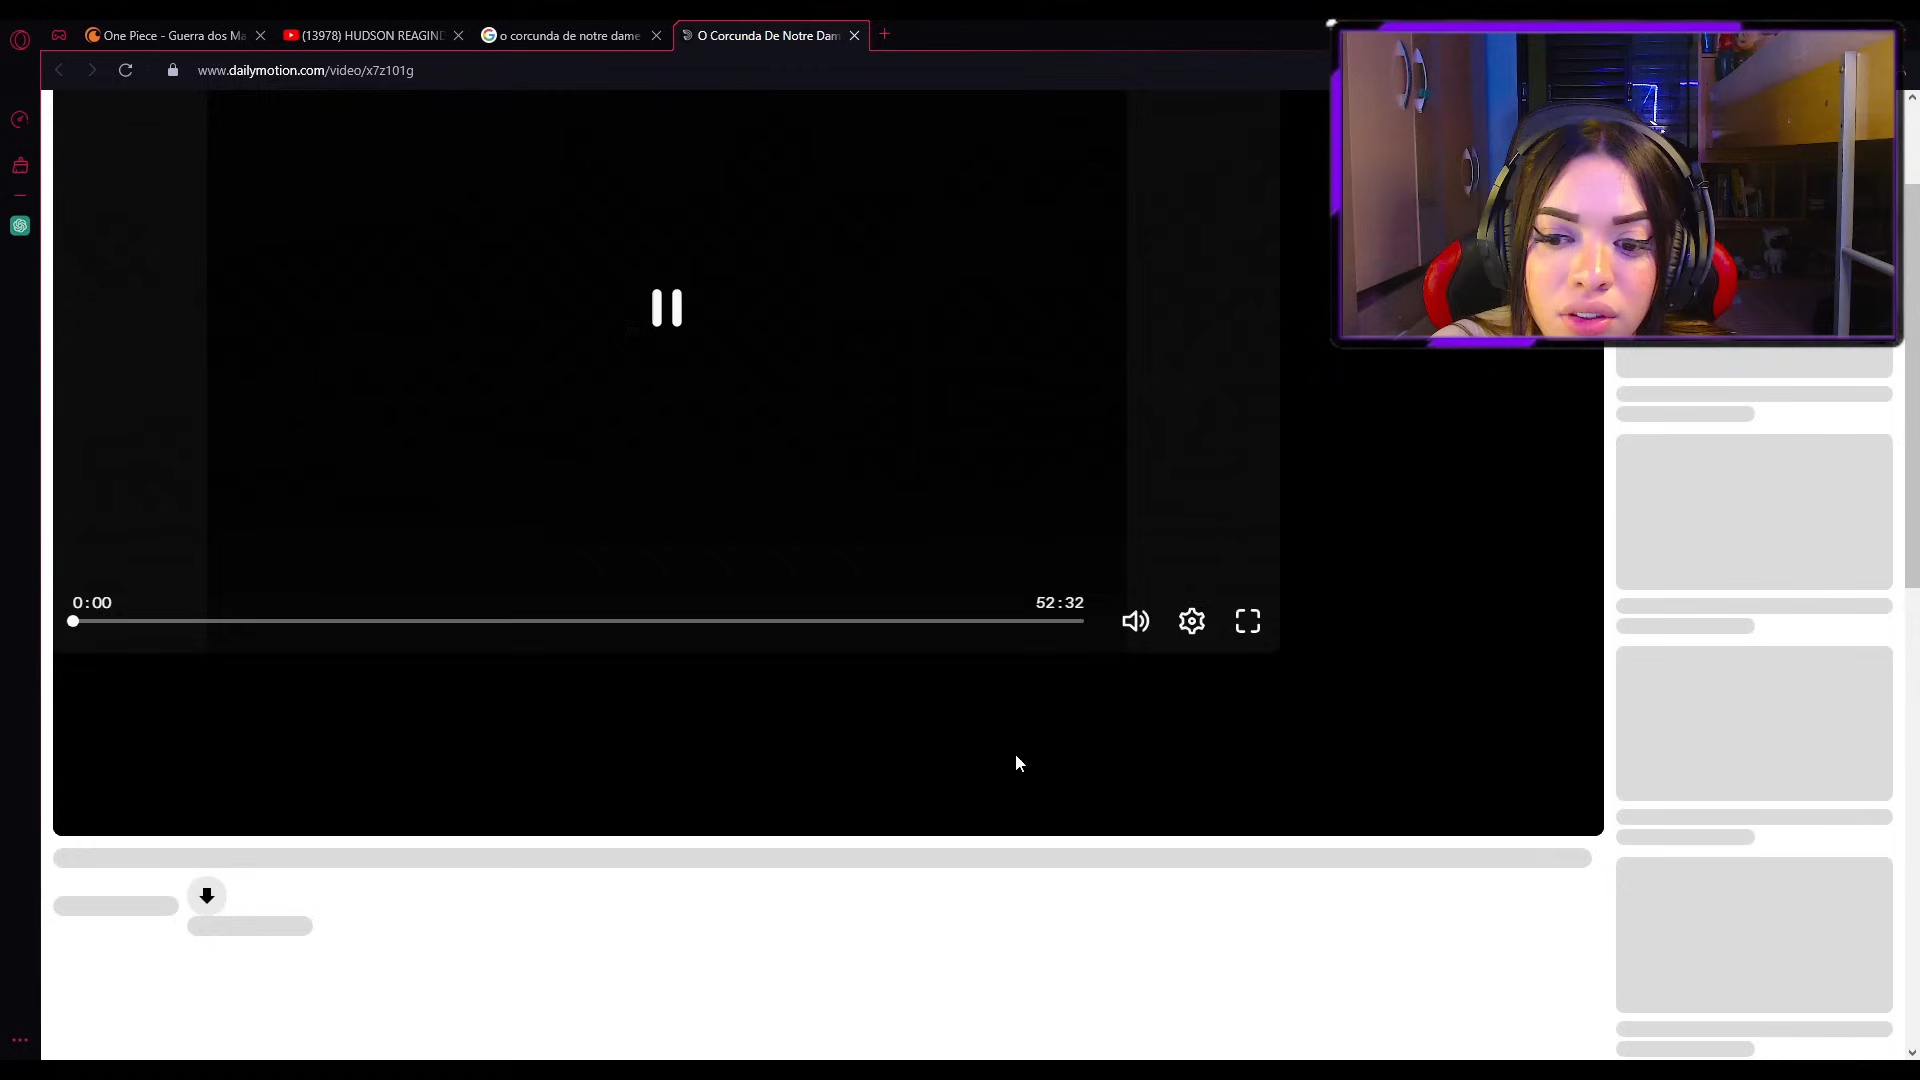 One Piece - Guerra dos Ma
(13978) HUDSON REAGIND
o corcunda de notre dame
O Corcunda De Notre Dam
www.dailymotion.com/video/x7z101g
0:00
52:32